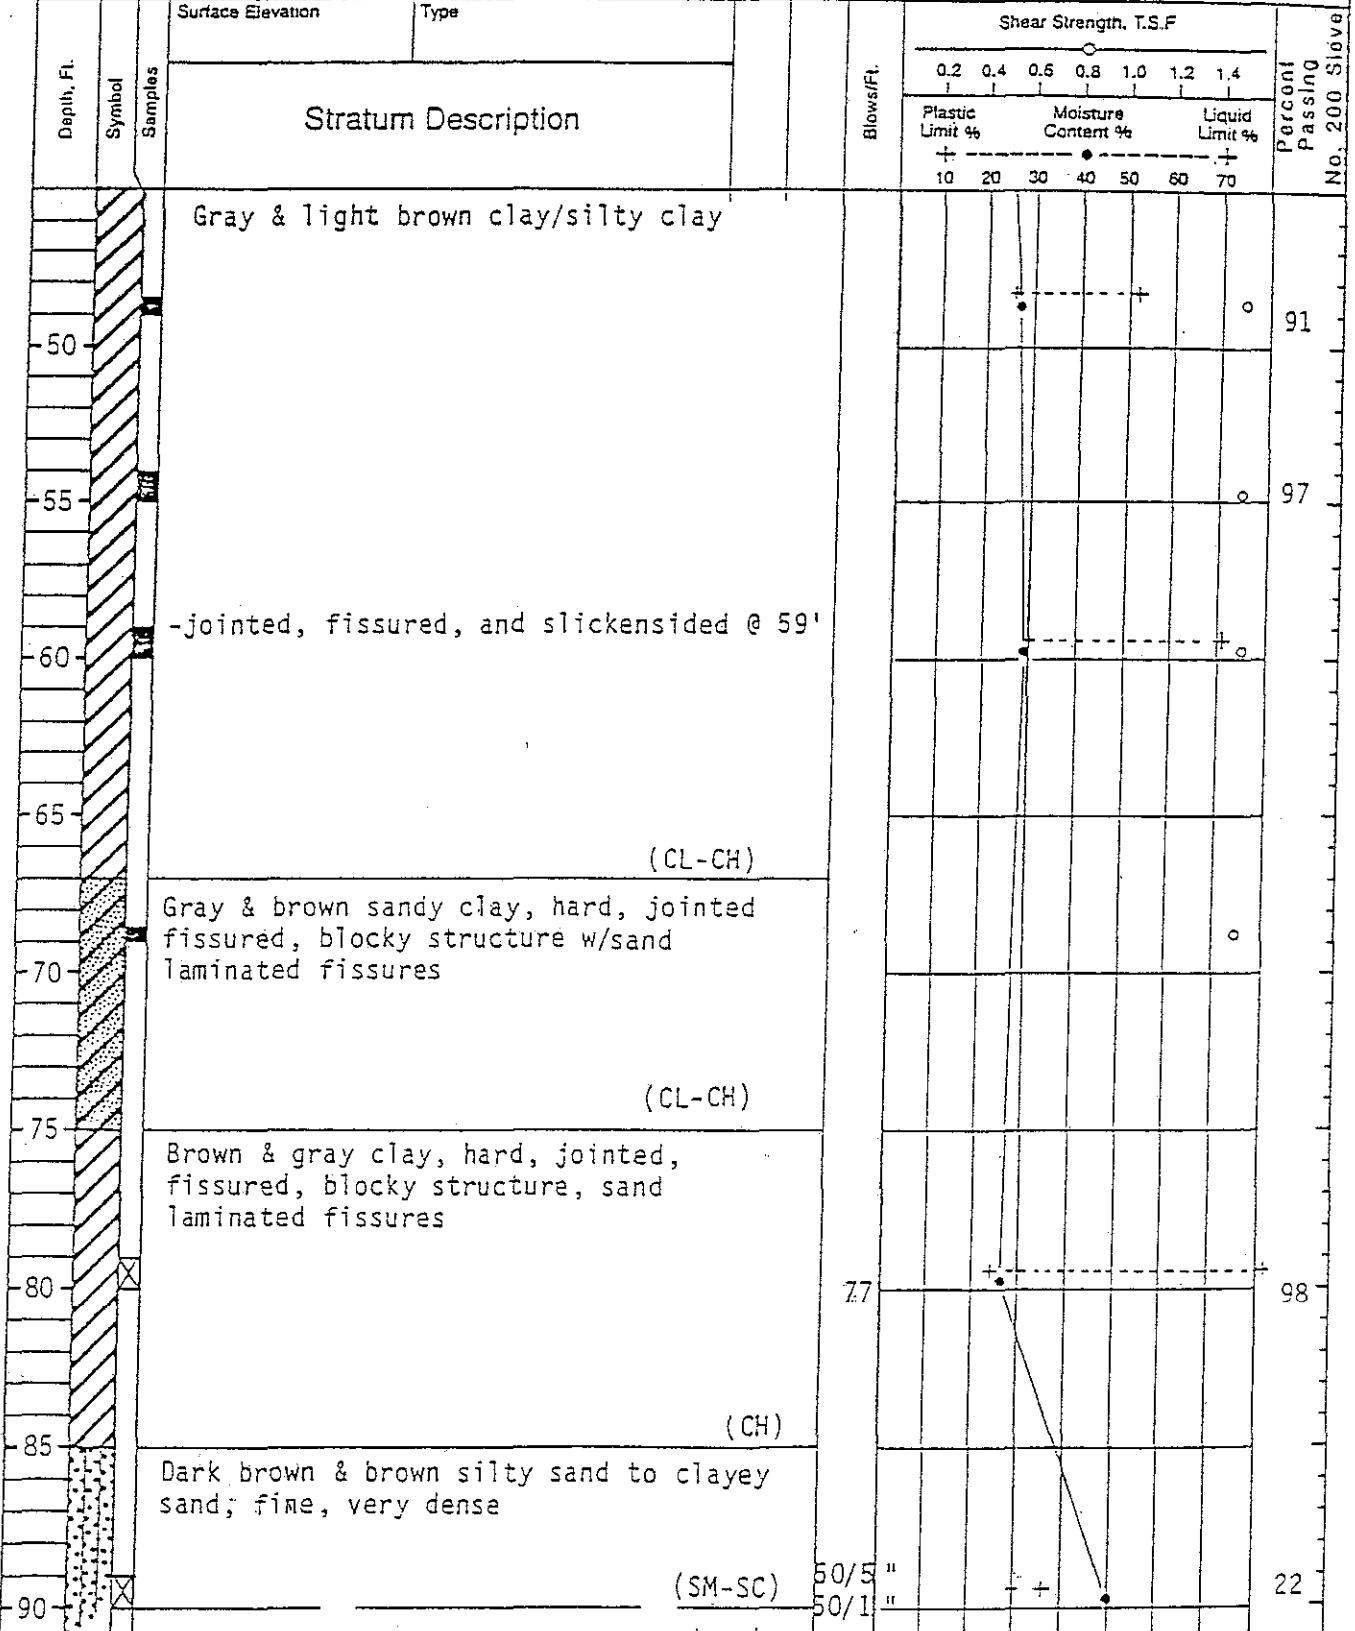 Surface Elevation
Type
Depth, Ft.
Symbol
Samples
Stratum Description
Blows/Ft.
Shear Strength, T.S.F
0.2 0.4 0.6 0.8 1.0 1.2 1.4
Plastic Limit %
Moisture Content %
Liquid Limit %
10 20 30 40 50 60 70
Percent Passing No. 200 Sieve
Gray & light brown clay/silty clay
91
50
55
97
-jointed, fissured, and slickensided @ 59'
60
65
(CL-CH)
Gray & brown sandy clay, hard, jointed
fissured, blocky structure w/sand
laminated fissures
70
(CL-CH)
75
Brown & gray clay, hard, jointed,
fissured, blocky structure, sand
laminated fissures
80
77
98
(CH)
85
Dark brown & brown silty sand to clayey
sand, fine, very dense
(SM-SC)
50/5 "
50/1 "
22
90